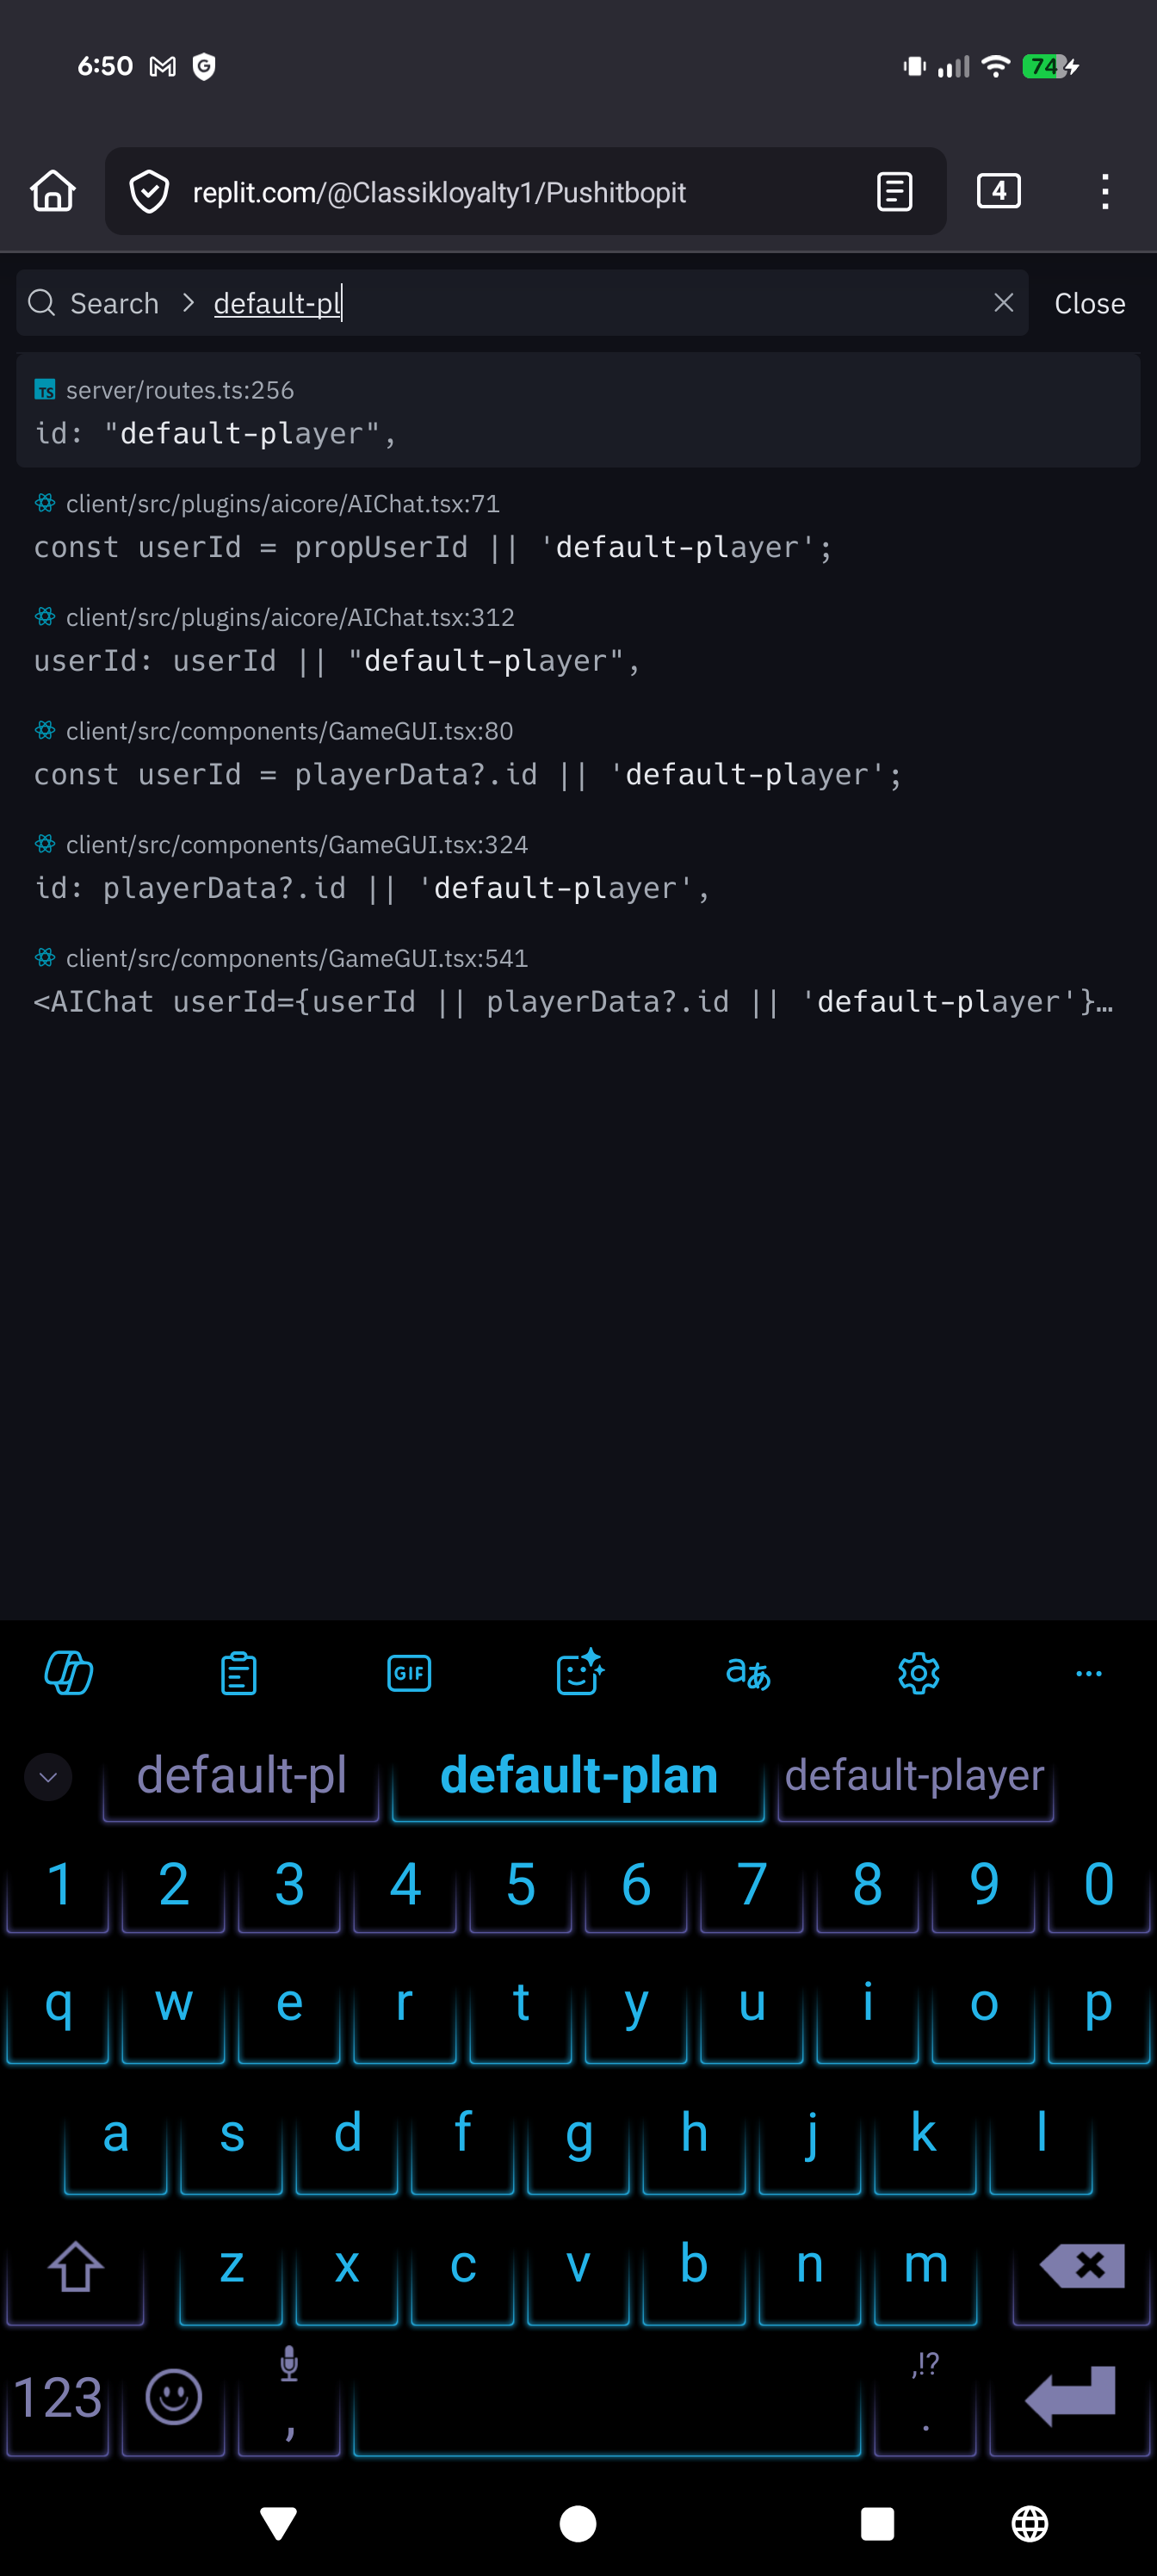 6:50
74
replit.com/@Classikloyalty1/Pushitbopit
4
Search > default-pl
Close
TS server/routes.ts:256
id: "default-player",
client/src/plugins/aicore/AIChat.tsx:71
const userId = propUserId || 'default-player';
client/src/plugins/aicore/AIChat.tsx:312
userId: userId || "default-player",
client/src/components/GameGUI.tsx:80
const userId = playerData?.id || 'default-player';
client/src/components/GameGUI.tsx:324
id: playerData?.id || 'default-player',
client/src/components/GameGUI.tsx:541
<AIChat userId={userId || playerData?.id || 'default-player'}…
GIF
aあ
default-pl default-plan default-player
1 2 3 4 5 6 7 8 9 0
q w e r t y u i o p
a s d f g h j k l
z x c v b n m
,!?
123 , .